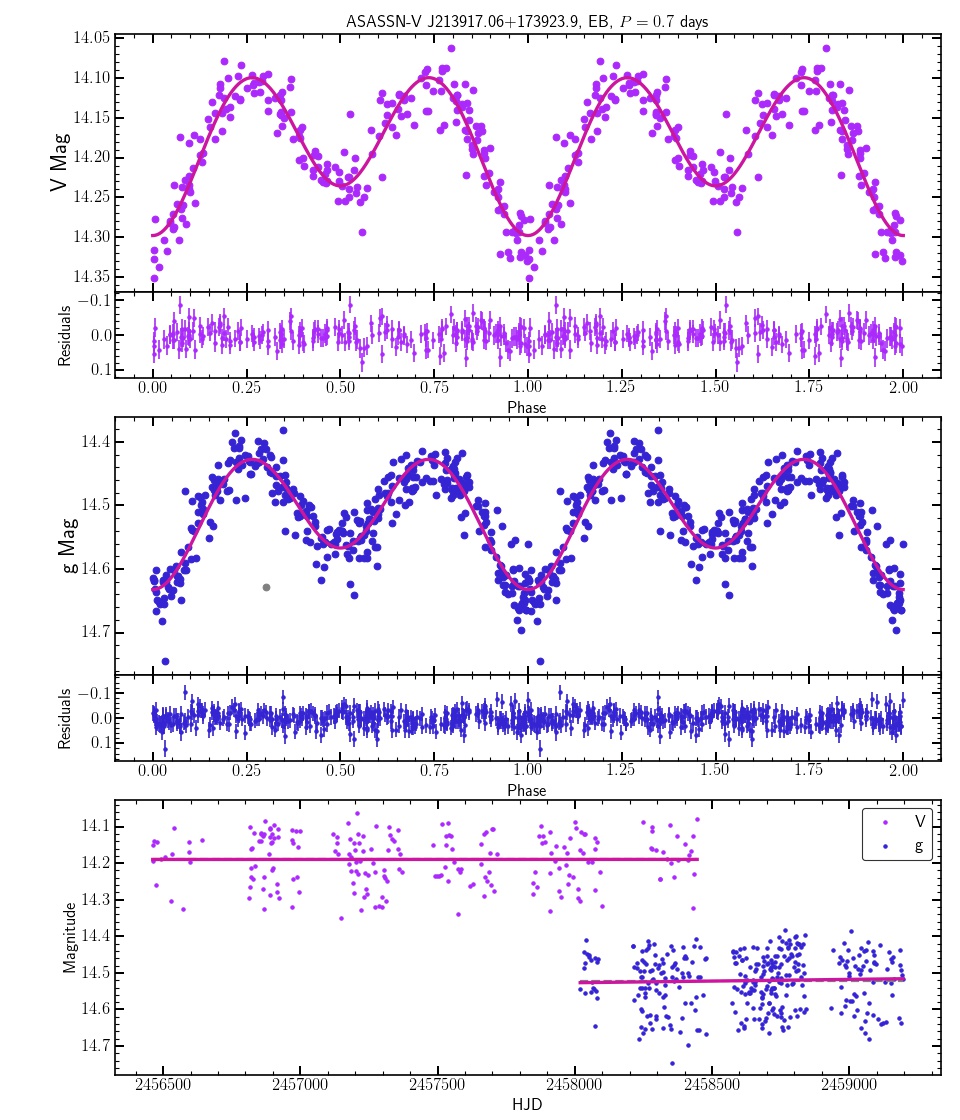 ASASSN-V J213917.06+173923.9, EB, P = 0.7 days
14.05
14.10
14.15
14.20
14.25
14.30
14.35
V Mag
−0.1
0.0
0.1
Residuals
0.00 0.25 0.50 0.75 1.00 1.25 1.50 1.75 2.00
Phase
14.4
14.5
14.6
14.7
g Mag
−0.1
0.0
0.1
Residuals
0.00 0.25 0.50 0.75 1.00 1.25 1.50 1.75 2.00
Phase
14.1
14.2
14.3
14.4
14.5
14.6
14.7
Magnitude
V
g
2456500 2457000 2457500 2458000 2458500 2459000
HJD